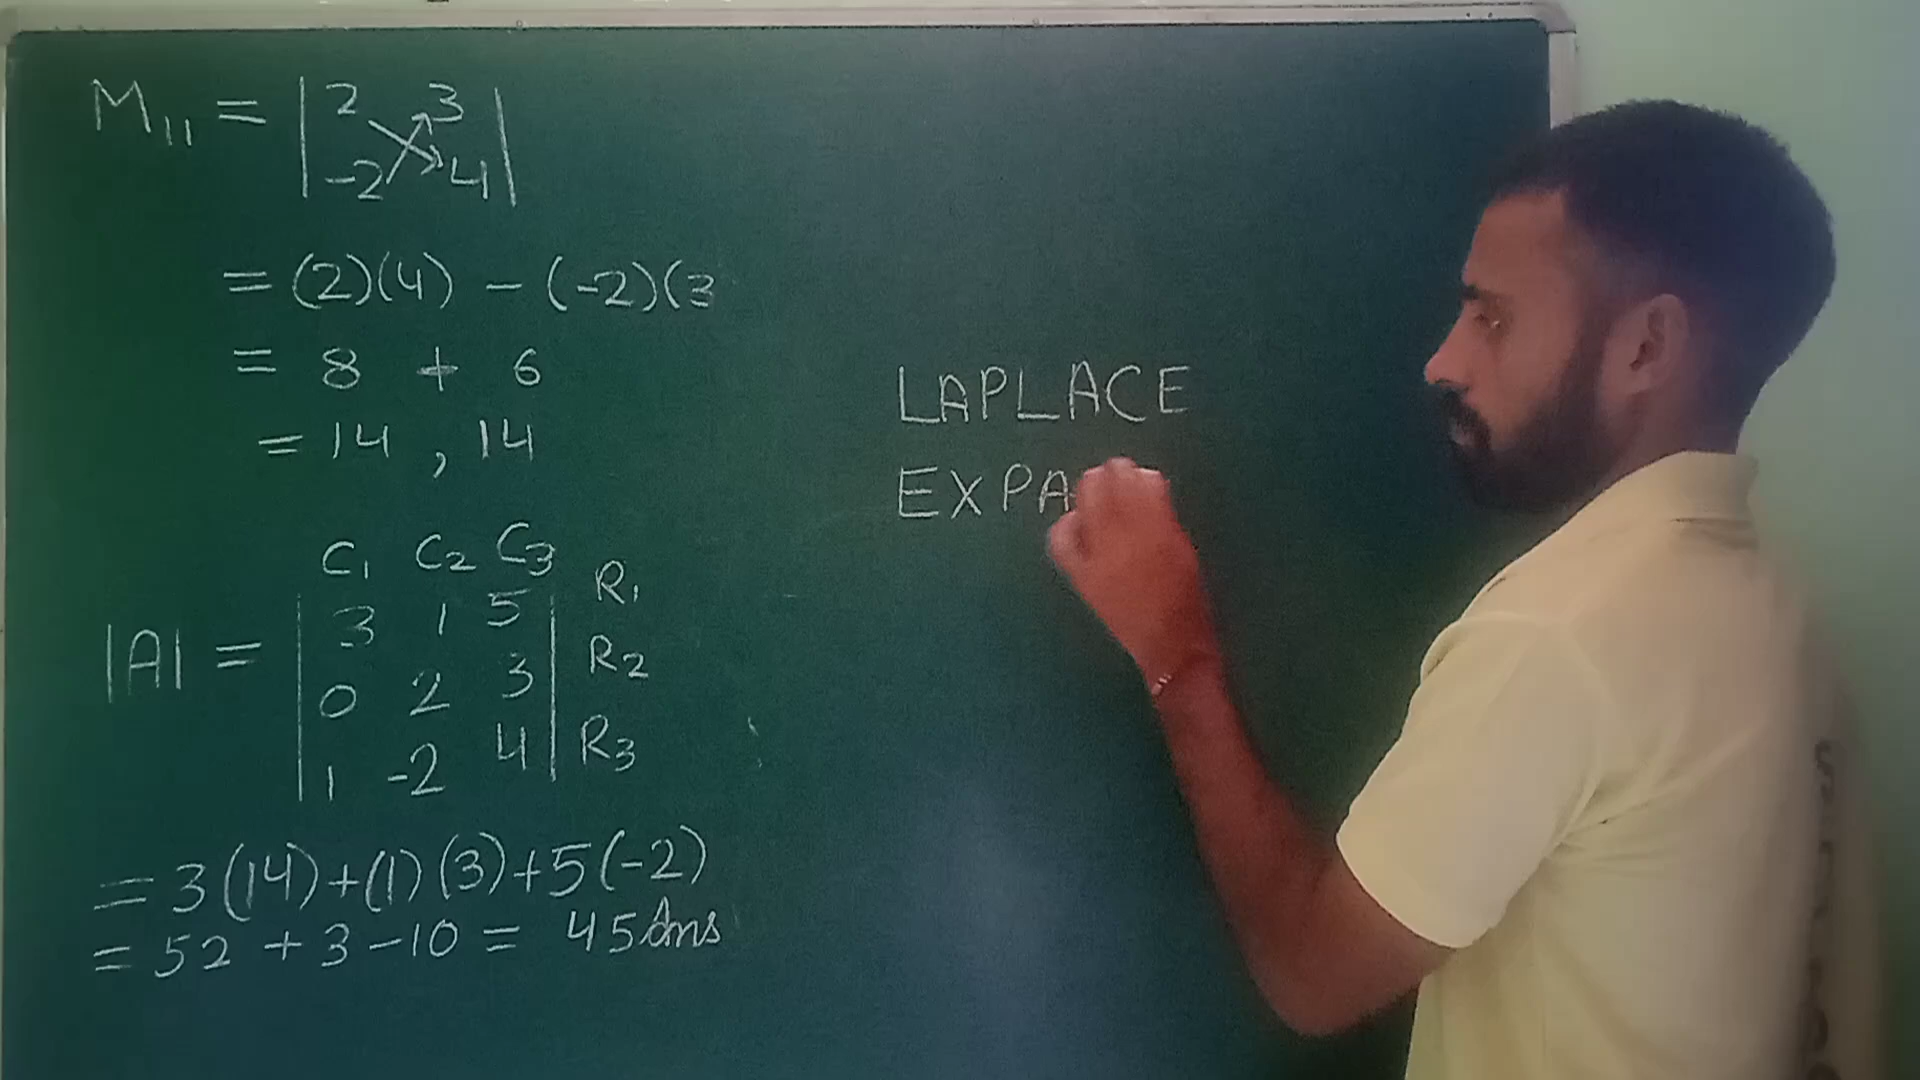 M₁₁ = | 2 3 |
| -2 4 |
= (2)(4) - (-2)(3
= 8 + 6
= 14 , 14
C₁ C₂ C₃
3 1 5 R₁
|A| = 0 2 3 R₂
1 -2 4 R₃
= 3(14)+(1)(3)+5(-2)
= 52 + 3 - 10 = 45 Ans
LAPLACE
EXPA